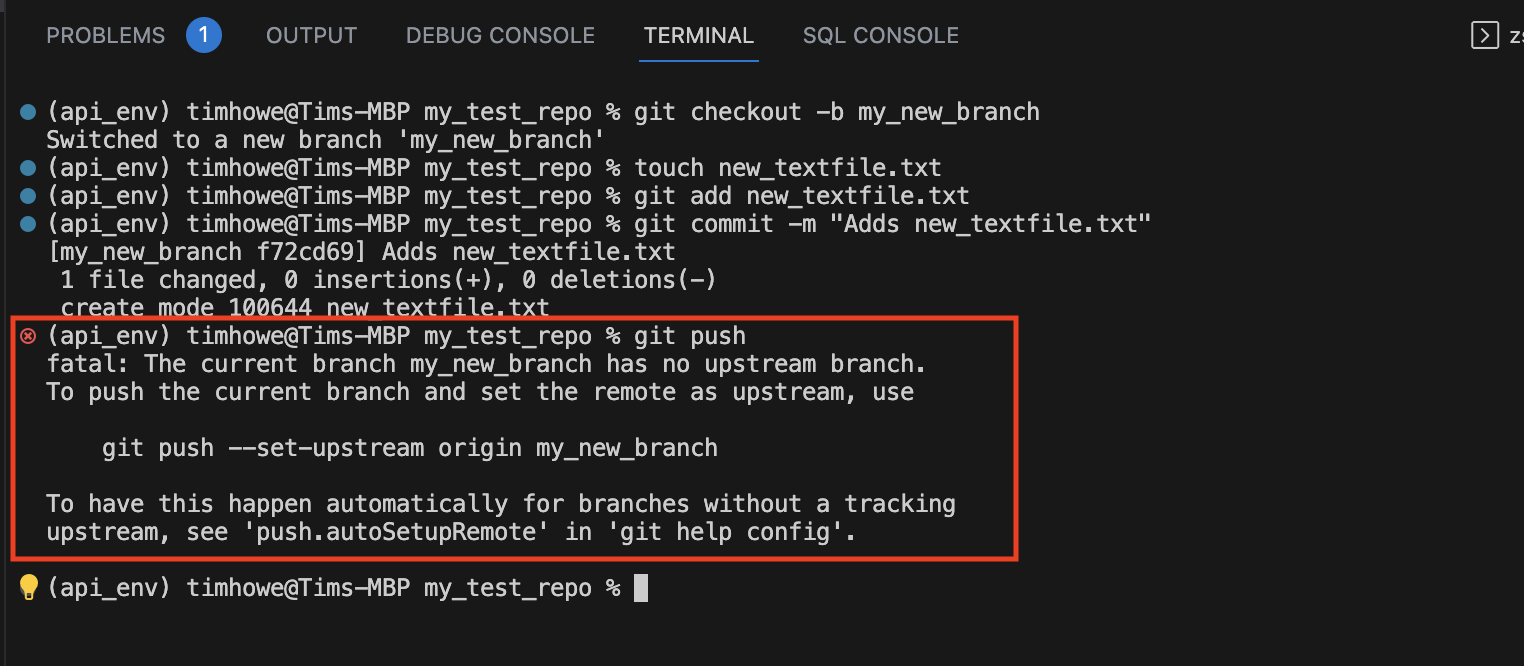 PROBLEMS 1 OUTPUT DEBUG CONSOLE TERMINAL SQL CONSOLE
(api_env) timhowe@Tims-MBP my_test_repo % git checkout -b my_new_branch
Switched to a new branch 'my_new_branch'
(api_env) timhowe@Tims-MBP my_test_repo % touch new_textfile.txt
(api_env) timhowe@Tims-MBP my_test_repo % git add new_textfile.txt
(api_env) timhowe@Tims-MBP my_test_repo % git commit -m "Adds new_textfile.txt"
[my_new_branch f72cd69] Adds new_textfile.txt
1 file changed, 0 insertions(+), 0 deletions(-)
create mode 100644 new_textfile.txt
(api_env) timhowe@Tims-MBP my_test_repo % git push
fatal: The current branch my_new_branch has no upstream branch.
To push the current branch and set the remote as upstream, use
git push --set-upstream origin my_new_branch
To have this happen automatically for branches without a tracking
upstream, see 'push.autoSetupRemote' in 'git help config'.
(api_env) timhowe@Tims-MBP my_test_repo %